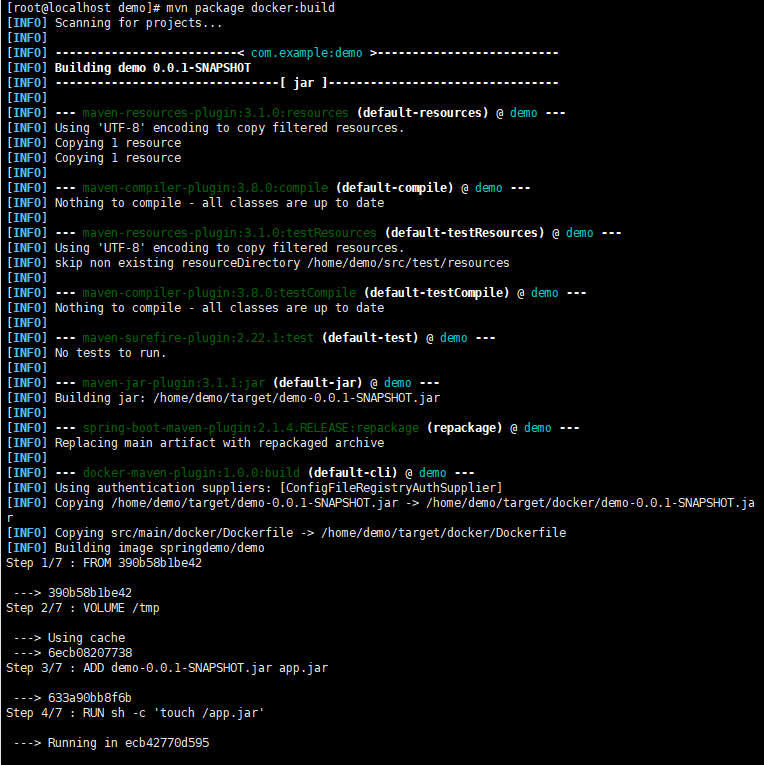 [root@localhost demo]# mvn package docker:build
[INFO] Scanning for projects...
[INFO]
[INFO] --------------------------< com.example:demo >--------------------------
[INFO] Building demo 0.0.1-SNAPSHOT
[INFO] --------------------------------[ jar ]---------------------------------
[INFO]
[INFO] --- maven-resources-plugin:3.1.0:resources (default-resources) @ demo ---
[INFO] Using 'UTF-8' encoding to copy filtered resources.
[INFO] Copying 1 resource
[INFO] Copying 1 resource
[INFO]
[INFO] --- maven-compiler-plugin:3.8.0:compile (default-compile) @ demo ---
[INFO] Nothing to compile - all classes are up to date
[INFO]
[INFO] --- maven-resources-plugin:3.1.0:testResources (default-testResources) @ demo ---
[INFO] Using 'UTF-8' encoding to copy filtered resources.
[INFO] skip non existing resourceDirectory /home/demo/src/test/resources
[INFO]
[INFO] --- maven-compiler-plugin:3.8.0:testCompile (default-testCompile) @ demo ---
[INFO] Nothing to compile - all classes are up to date
[INFO]
[INFO] --- maven-surefire-plugin:2.22.1:test (default-test) @ demo ---
[INFO] No tests to run.
[INFO]
[INFO] --- maven-jar-plugin:3.1.1:jar (default-jar) @ demo ---
[INFO] Building jar: /home/demo/target/demo-0.0.1-SNAPSHOT.jar
[INFO]
[INFO] --- spring-boot-maven-plugin:2.1.4.RELEASE:repackage (repackage) @ demo ---
[INFO] Replacing main artifact with repackaged archive
[INFO]
[INFO] --- docker-maven-plugin:1.0.0:build (default-cli) @ demo ---
[INFO] Using authentication suppliers: [ConfigFileRegistryAuthSupplier]
[INFO] Copying /home/demo/target/demo-0.0.1-SNAPSHOT.jar -> /home/demo/target/docker/demo-0.0.1-SNAPSHOT.ja
r
[INFO] Copying src/main/docker/Dockerfile -> /home/demo/target/docker/Dockerfile
[INFO] Building image springdemo/demo
Step 1/7 : FROM 390b58b1be42
---> 390b58b1be42
Step 2/7 : VOLUME /tmp
---> Using cache
---> 6ecb08207738
Step 3/7 : ADD demo-0.0.1-SNAPSHOT.jar app.jar
---> 633a90bb8f6b
Step 4/7 : RUN sh -c 'touch /app.jar'
---> Running in ecb42770d595